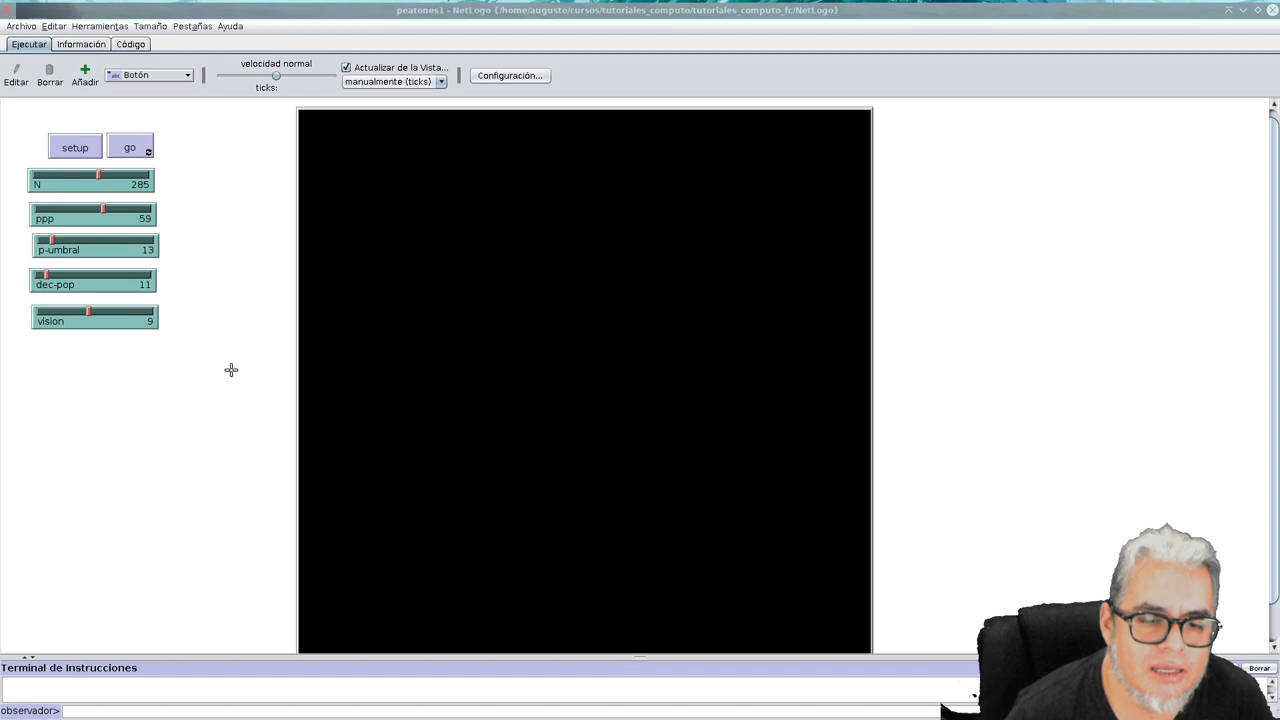 peatones1 - NetLogo {/home/augusto/cursos/tutoriales_computo/tutoriales_computo_fc/NetLogo}
Archivo Editar Herramientas Tamaño Pestañas Ayuda
Ejecutar Información Código
Editar Borrar Añadir Botón velocidad normal Actualizar de la Vista...
ticks: manualmente (ticks) Configuración...
setup go
N 285
ppp 59
p-umbral 13
dec-pop 11
vision 9
Terminal de Instrucciones Borrar
observador>